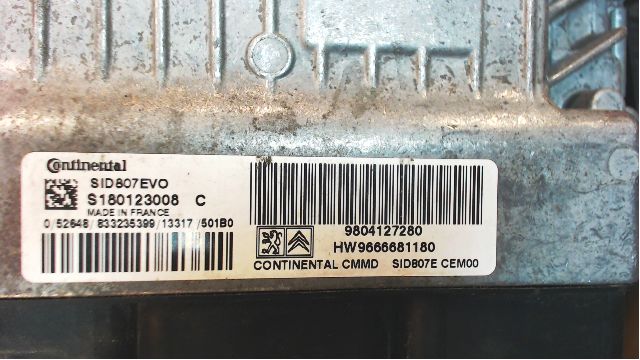 Continental
SID807EVO
S180123008 C
MADE IN FRANCE
0/52648/833235399/13317/501B0
9804127280
HW9666681180
CONTINENTAL CMMD SID807E CEM00